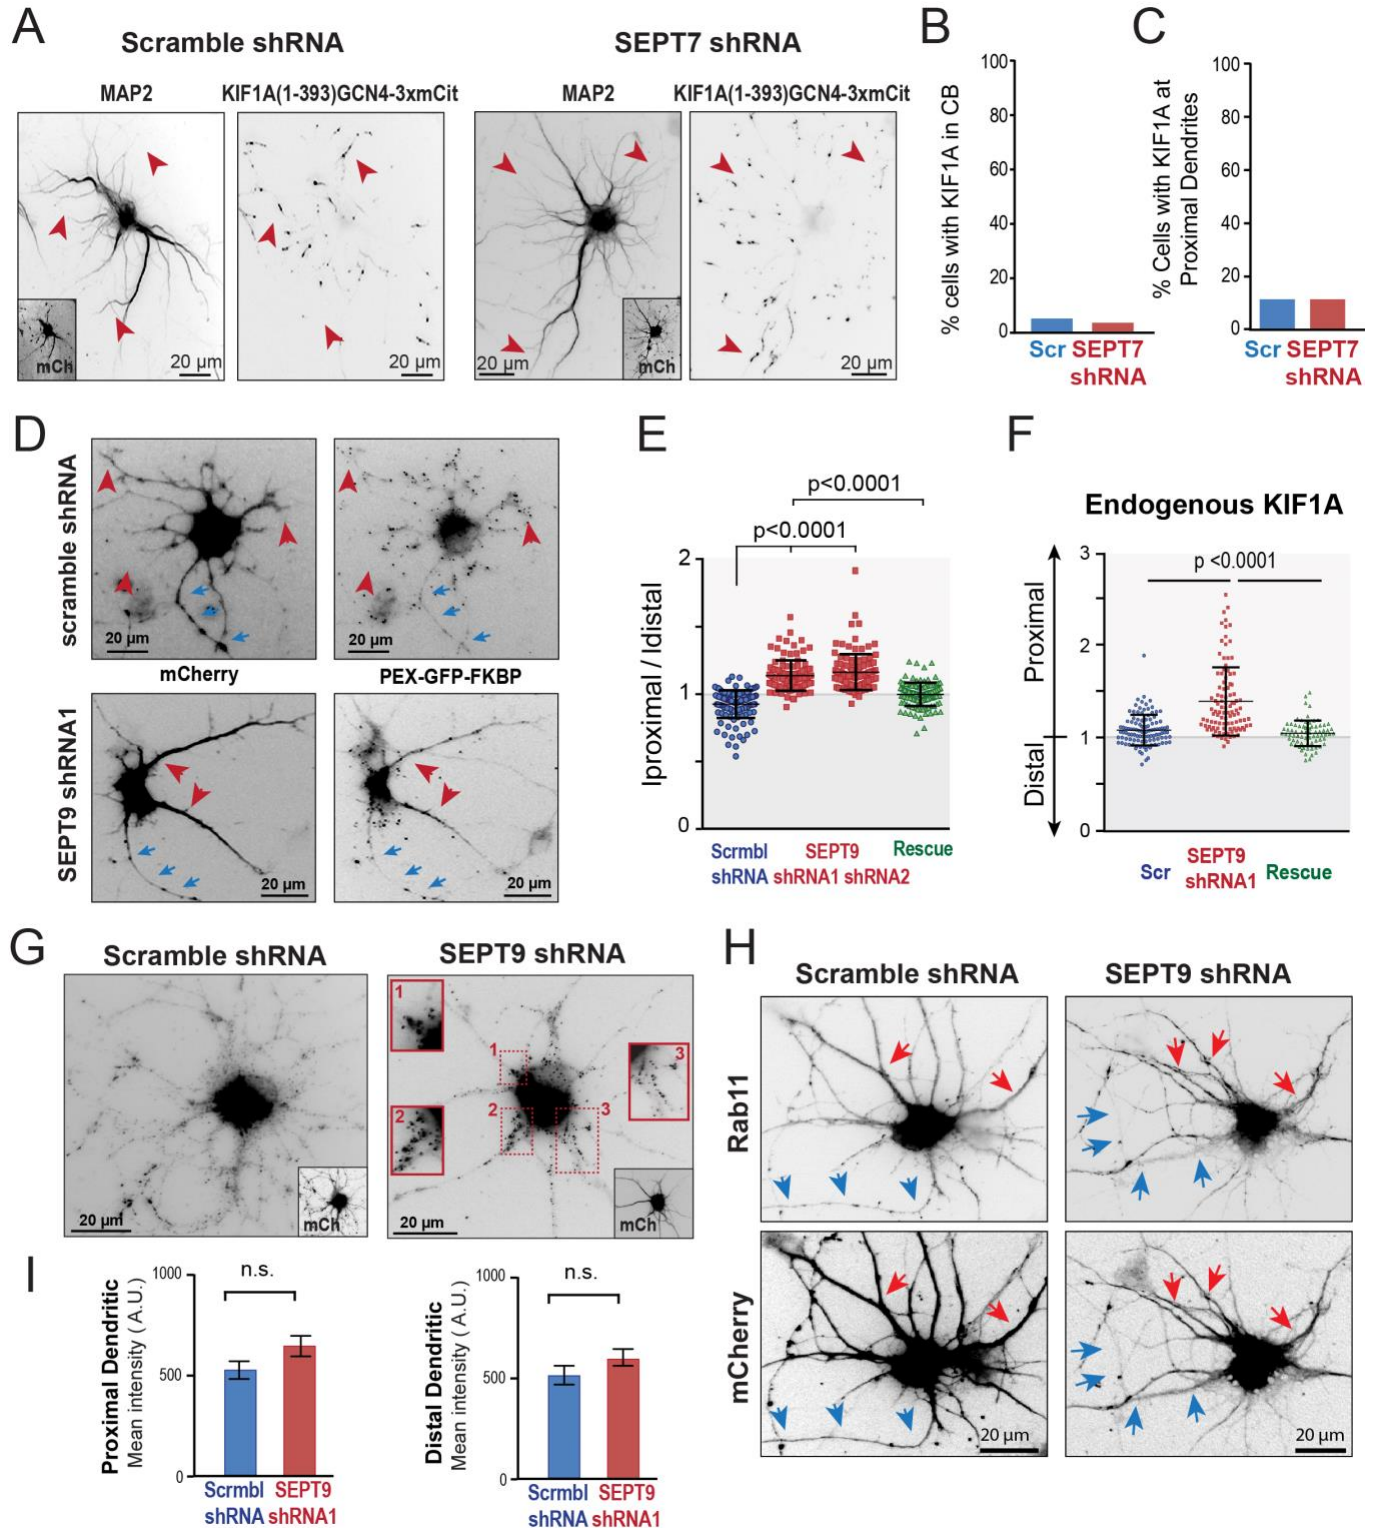 A
Scramble shRNA
SEPT7 shRNA
MAP2
KIF1A(1-393)GCN4-3xmCit
MAP2
KIF1A(1-393)GCN4-3xmCit
mCh
20 µm
20 µm
20 µm
mCh
20 µm
B
% cells with KIF1A in CB
100
80
60
40
20
0
Scr
SEPT7
shRNA
C
% Cells with KIF1A at
Proximal Dendrites
100
80
60
40
20
0
Scr
SEPT7
shRNA
D
scramble shRNA
20 µm
20 µm
mCherry
PEX-GFP-FKBP
SEPT9 shRNA1
20 µm
20 µm
E
p<0.0001
p<0.0001
Iproximal / Idistal
2
1
0
Scrmbl
shRNA
SEPT9
shRNA1 shRNA2
Rescue
F
Endogenous KIF1A
p <0.0001
Proximal
Distal
3
2
1
0
Scr
SEPT9
shRNA1
Rescue
G
Scramble shRNA
SEPT9 shRNA
20 µm
mCh
1
2
3
1
2
3
20 µm
mCh
H
Scramble shRNA
SEPT9 shRNA
Rab11
mCherry
20 µm
20 µm
I
Proximal Dendritic
Mean intensity ( A.U.)
1000
500
0
n.s.
Scrmbl
shRNA
SEPT9
shRNA1
Distal Dendritic
Mean intensity ( A.U.)
1000
500
0
n.s.
Scrmbl
shRNA
SEPT9
shRNA1